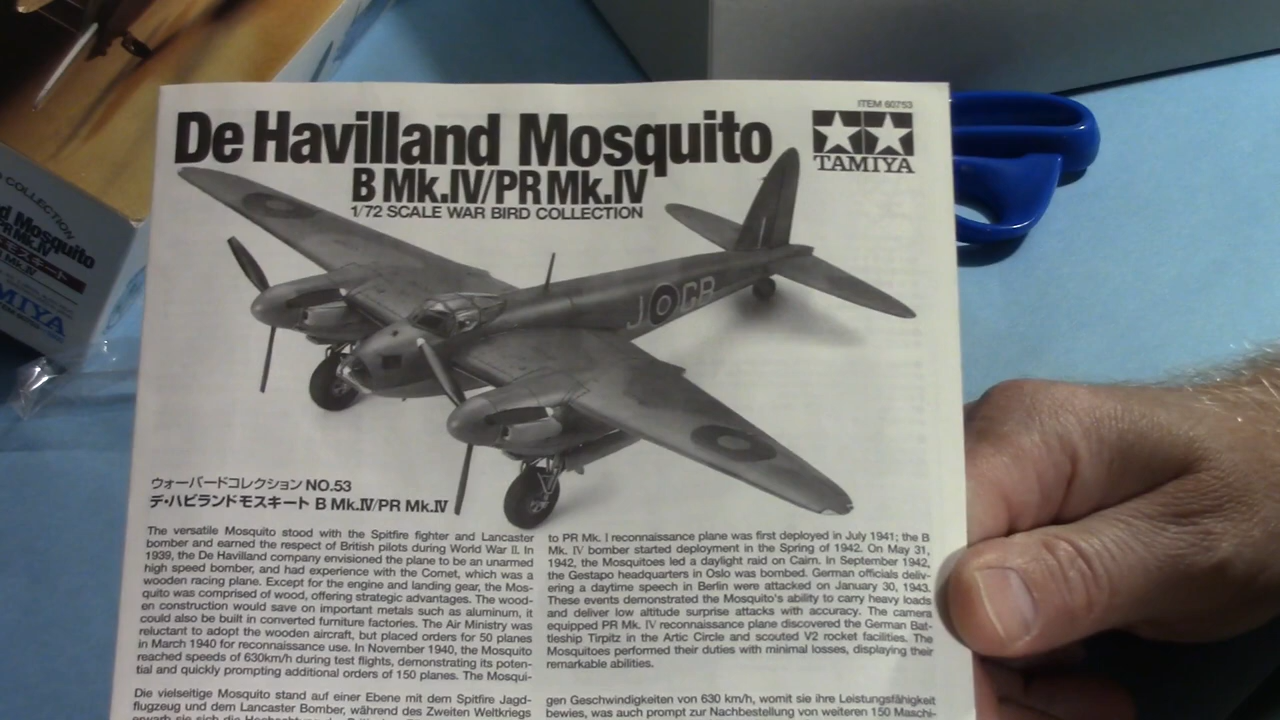 ITEM 60753
De Havilland Mosquito
B Mk.IV/PR Mk.IV
1/72 SCALE WAR BIRD COLLECTION
TAMIYA
J GB
COLLECTION
d Mosquito
PR Mk.IV
モスキート
MIYA
ウォーバードコレクション NO.53
デ・ハビランドモスキート B Mk.IV/PR Mk.IV
The versatile Mosquito stood with the Spitfire fighter and Lancaster
bomber and earned the respect of British pilots during World War II. In
1939, the De Havilland company envisioned the plane to be an unarmed
high speed bomber, and had experience with the Comet, which was a
wooden racing plane. Except for the engine and landing gear, the Mos-
quito was comprised of wood, offering strategic advantages. The wood-
en construction would save on important metals such as aluminum, it
could also be built in converted furniture factories. The Air Ministry was
reluctant to adopt the wooden aircraft, but placed orders for 50 planes
in March 1940 for reconnaissance use. In November 1940, the Mosquito
reached speeds of 630km/h during test flights, demonstrating its poten-
tial and quickly prompting additional orders of 150 planes. The Mosqui-
to PR Mk. I reconnaissance plane was first deployed in July 1941; the B
Mk. IV bomber started deployment in the Spring of 1942. On May 31,
1942, the Mosquitoes led a daylight raid on Cairn. In September 1942,
the Gestapo headquarters in Oslo was bombed. German officials deliv-
ering a daytime speech in Berlin were attacked on January 30, 1943.
These events demonstrated the Mosquito's ability to carry heavy loads
and deliver low altitude surprise attacks with accuracy. The camera
equipped PR Mk. IV reconnaissance plane discovered the German Bat-
tleship Tirpitz in the Artic Circle and scouted V2 rocket facilities. The
Mosquitoes performed their duties with minimal losses, displaying their
remarkable abilities.
Die vielseitige Mosquito stand auf einer Ebene mit dem Spitfire Jagd-
flugzeug und dem Lancaster Bomber, während des Zweiten Weltkriegs
gen Geschwindigkeiten von 630 km/h, womit sie ihre Leistungsfähigkeit
bewies, was auch prompt zur Nachbestellung von weiteren 150 Maschi-